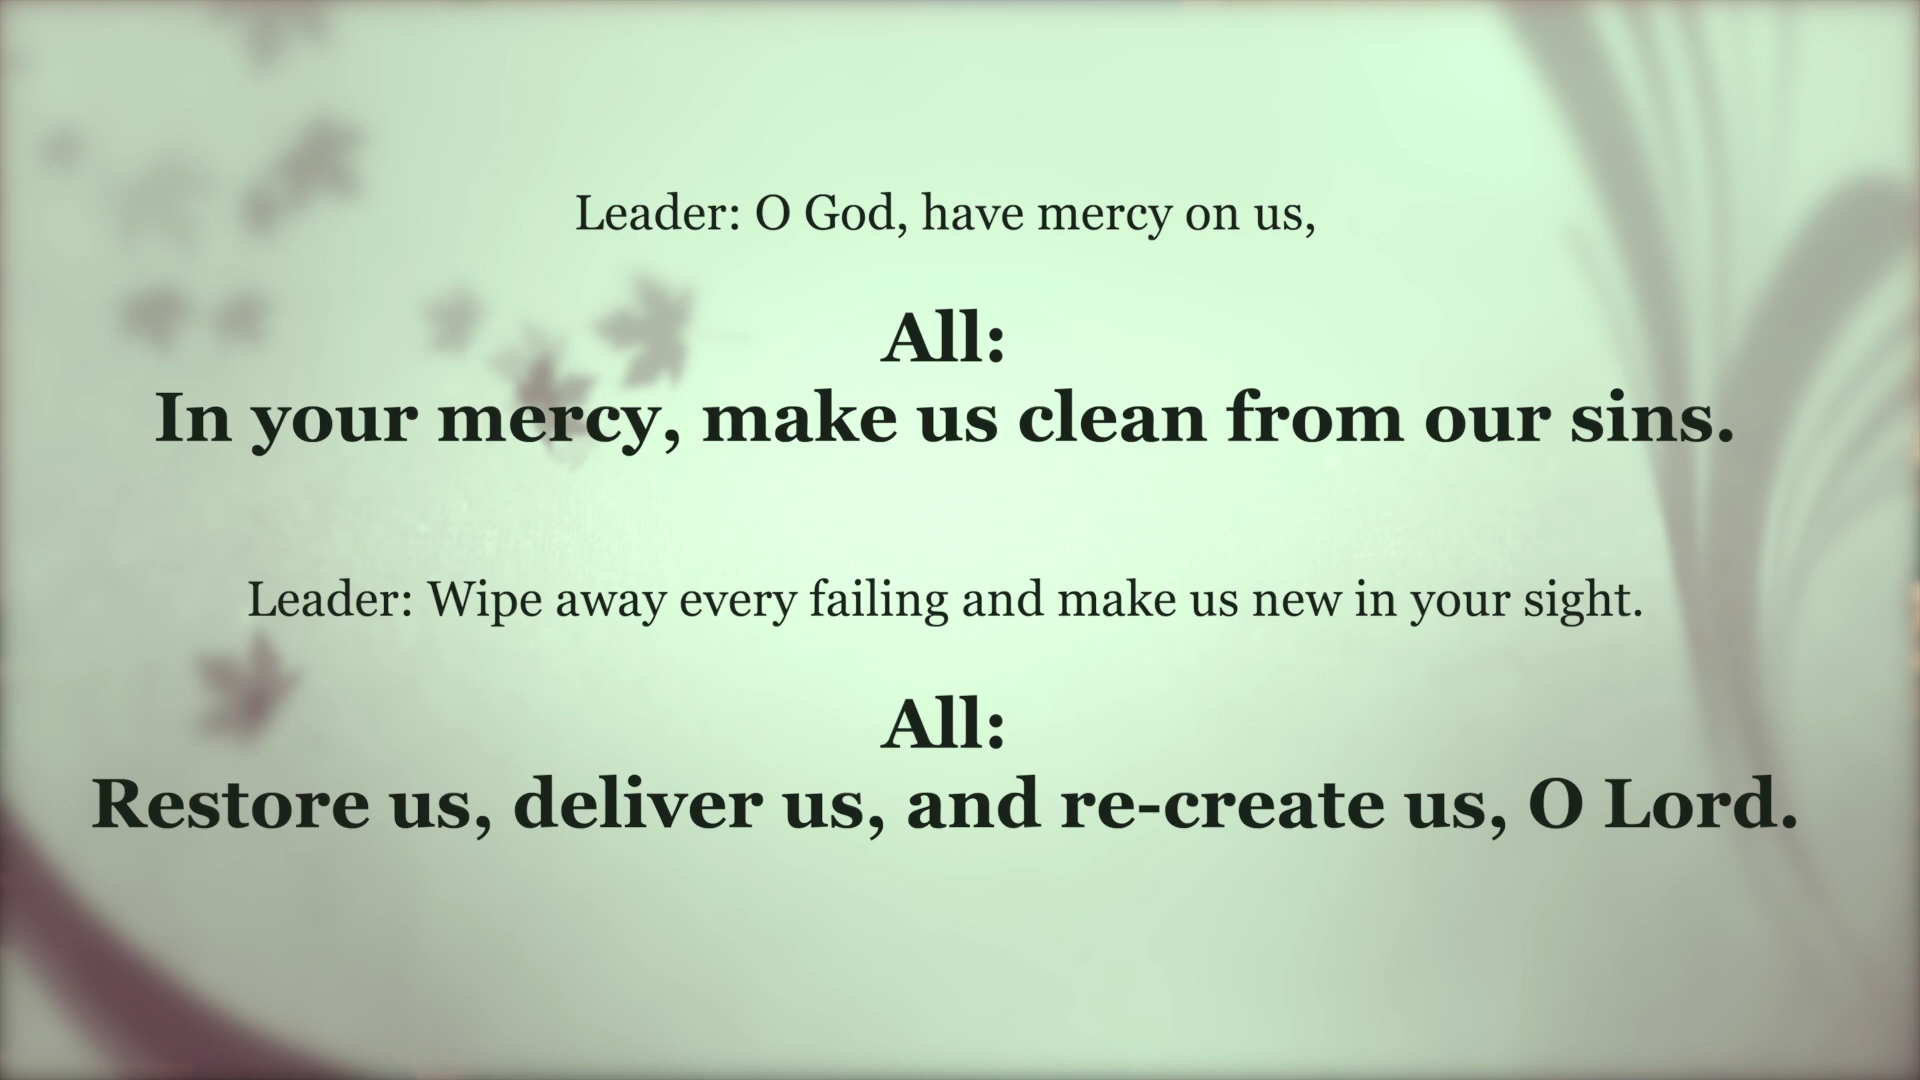 Leader: O God, have mercy on us,
All:
In your mercy, make us clean from our sins.
Leader: Wipe away every failing and make us new in your sight.
All:
Restore us, deliver us, and re-create us, O Lord.